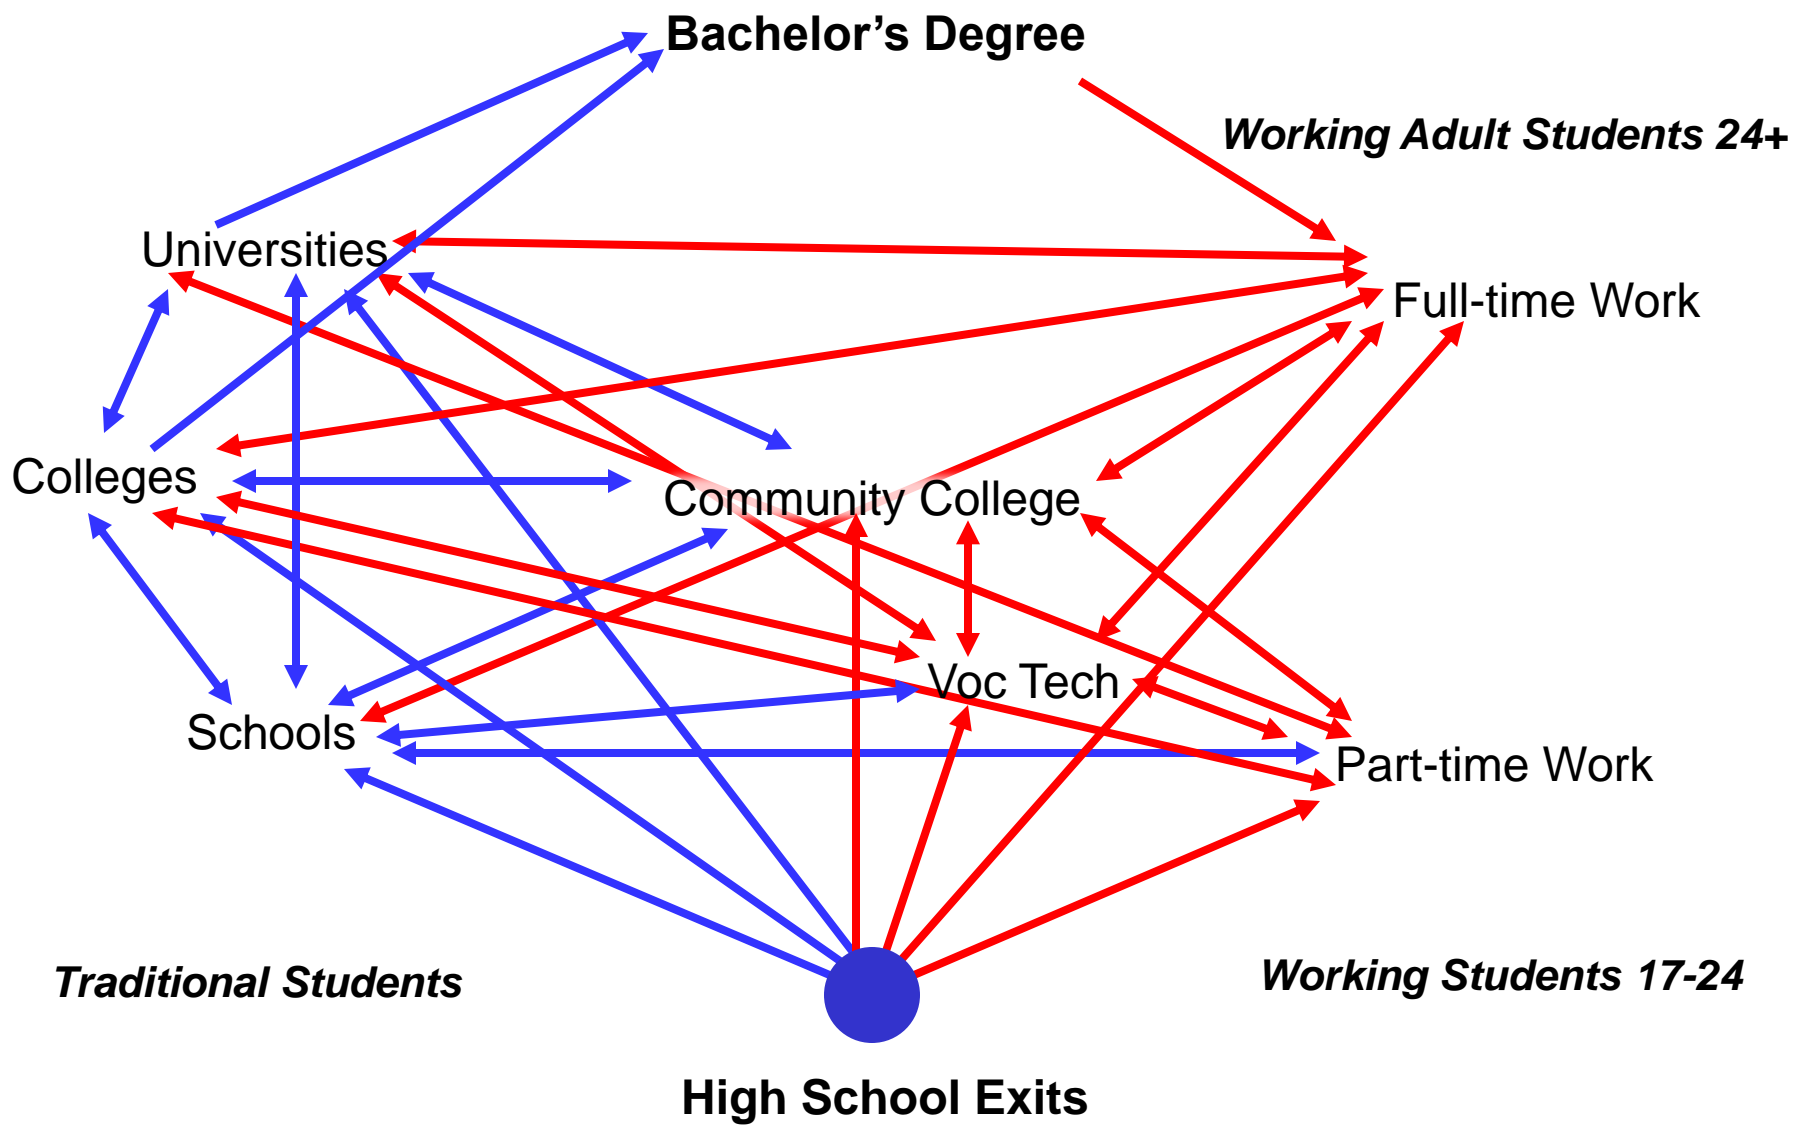 Bachelor’s Degree
Working Adult Students 24+
Universities
Full-time Work
Colleges
Community College
Voc Tech
Schools
Part-time Work
Traditional Students
Working Students 17-24
High School Exits